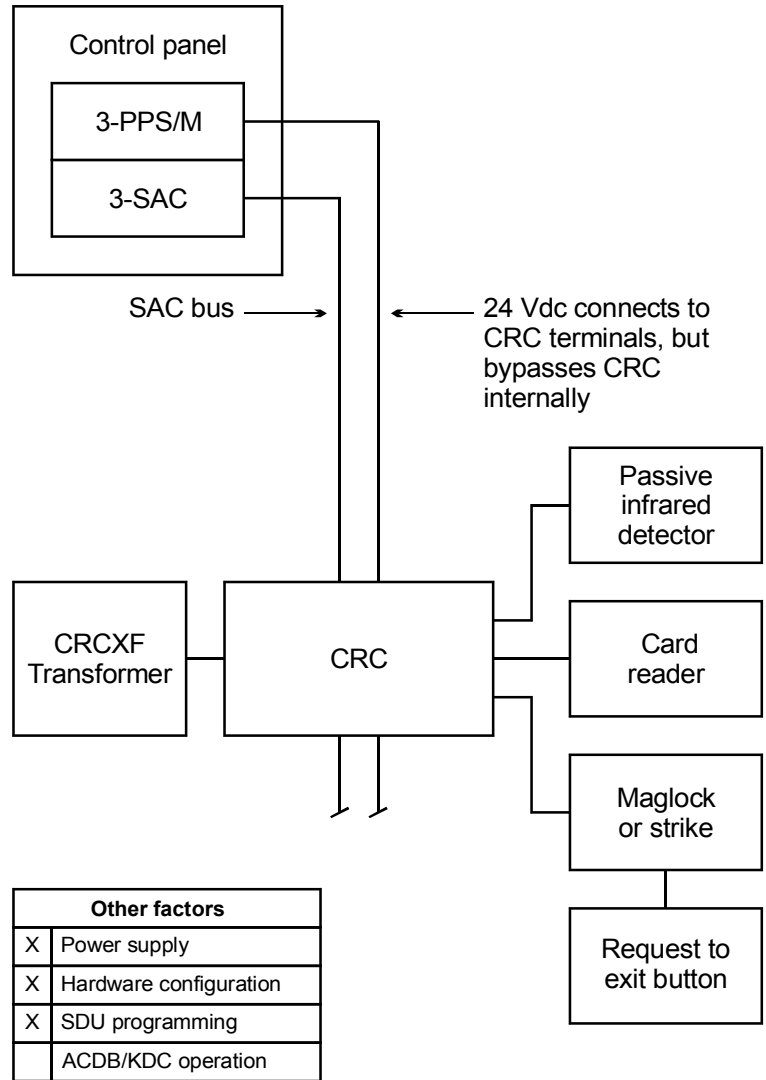 Control panel
3-PPS/M
3-SAC
SAC bus
24 Vdc connects to
CRC terminals, but
bypasses CRC
internally
Passive
infrared
detector
CRCXF
Transformer
CRC
Card
reader
Maglock
or strike
Request to
exit button
Other factors
X Power supply
X Hardware configuration
X SDU programming
ACDB/KDC operation